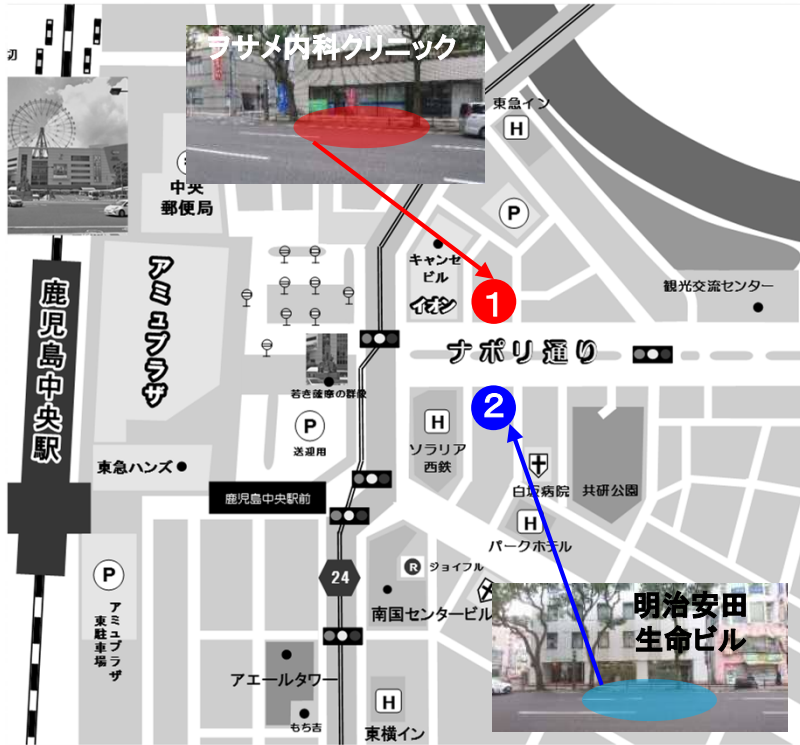 切
ヲサメ内科クリニック
東急イン
H
中央
郵便局
P
キャンセ
ビル
イオン
観光交流センター
1
アミュプラザ
鹿児島中央駅
ナポリ通り
若き薩摩の群像
2
P
送迎用
H
ソラリア
西鉄
東急ハンズ
白坂病院
共研公園
鹿児島中央駅前
H
パークホテル
P
アミュプラザ
東駐車場
24
R
ジョイフル
南国センタービル
明治安田
生命ビル
アエールタワー
もち吉
H
東横イン